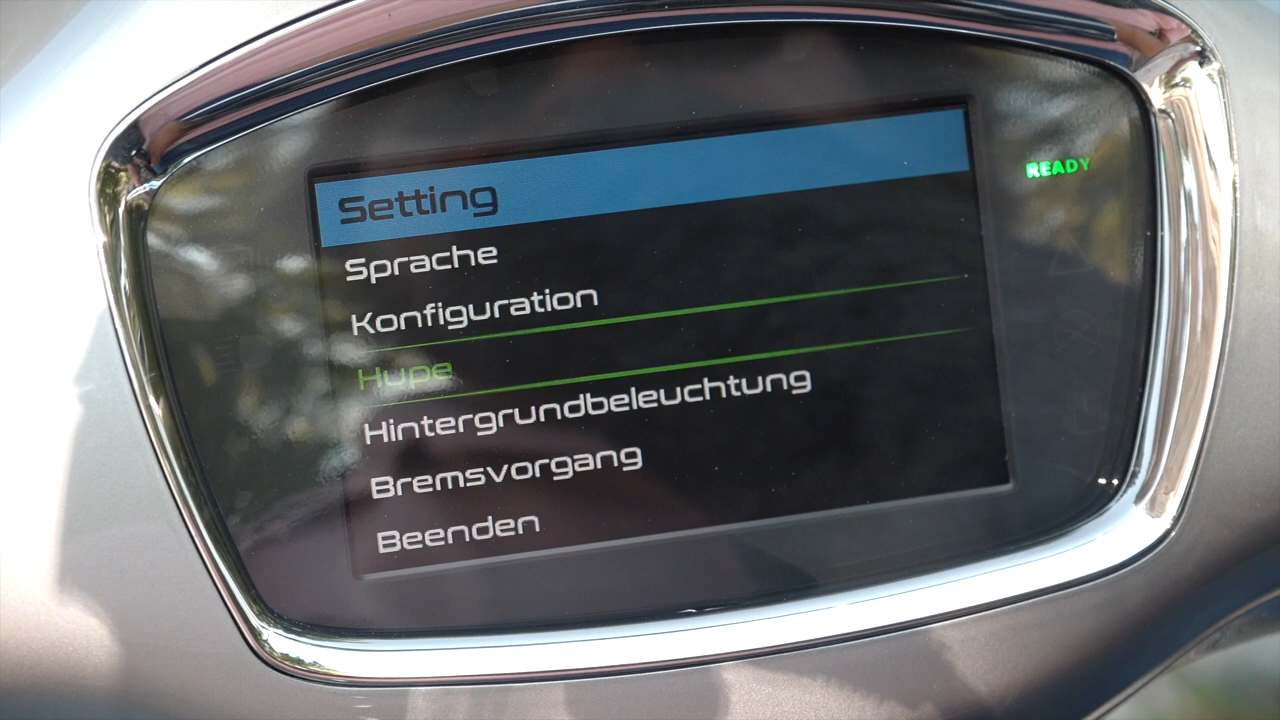 Setting
READY
Sprache
Konfiguration
Hupe
Hintergrundbeleuchtung
Bremsvorgang
Beenden